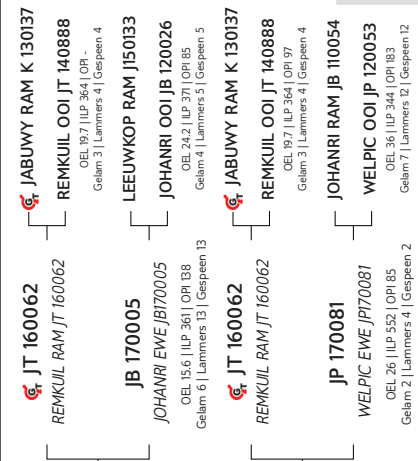 GT JT 160062
REMKUIL RAM JT 160062
JB 170005
JOHANRI EWE JB170005
OEL 15.6 | ILP 361 | OPI 138
Gelam 6 | Lammers 13 | Gespeen 13
GT JT 160062
REMKUIL RAM JT 160062
JP 170081
WELPIC EWE JP170081
OEL 26 | ILP 552 | OPI 85
Gelam 2 | Lammers 4 | Gespeen 2
GT JABUWY RAM K 130137
REMKUIL OOI JT 140888
OEL 19.7 | ILP 364 | OPI -
Gelam 3 | Lammers 4 | Gespeen 4
LEEUWKOP RAM JJ150133
JOHANRI OOI JB 120026
OEL 24.2 | ILP 371 | OPI 85
Gelam 4 | Lammers 5 | Gespeen 5
GT JABUWY RAM K 130137
REMKUIL OOI JT 140888
OEL 19.7 | ILP 364 | OPI 97
Gelam 3 | Lammers 4 | Gespeen 4
JOHANRI RAM JB 110054
WELPIC OOI JP 120053
OEL 36 | ILP 344 | OPI 183
Gelam 7 | Lammers 12 | Gespeen 12